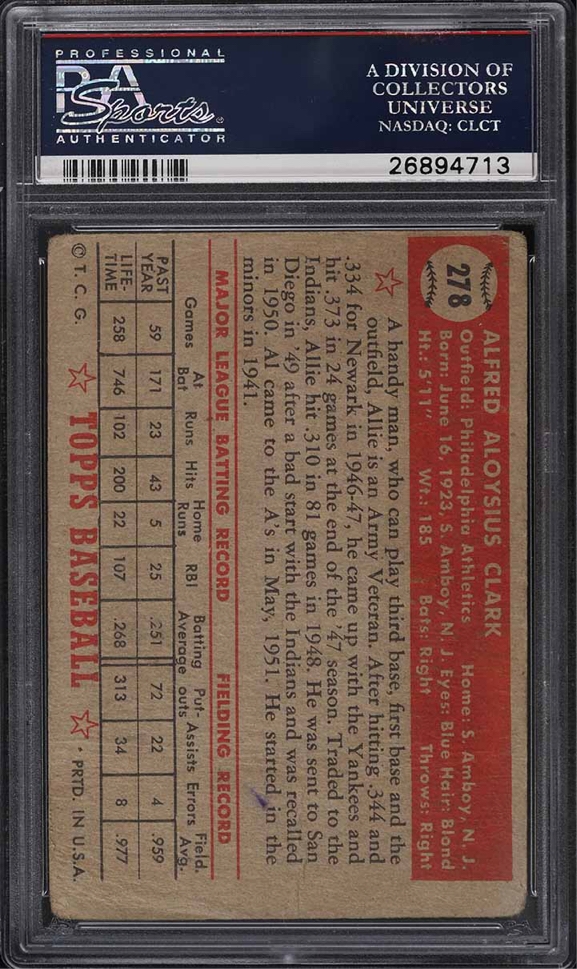 PROFESSIONAL
PSA
Sports
AUTHENTICATOR
A DIVISION OF
COLLECTORS
UNIVERSE
NASDAQ: CLCT
26894713
278
ALFRED ALOYSIUS CLARK
Outfield: Philadelphia Athletics Home: S. Amboy, N. J.
Born: June 16, 1923, S. Amboy, N. J. Eyes: Blue Hair: Blond
Ht.: 5'11" Wt.: 185 Bats: Right Throws: Right
A handy man, who can play third base, first base and the
outfield, Allie is an Army Veteran. After hitting .344 and
.334 for Newark in 1946-47, he came up with the Yankees and
hit .373 in 24 games at the end of the '47 season. Traded to the
Indians, Allie hit .310 in 81 games in 1948. He was sent to San
Diego in '49 after a bad start with the Indians and was recalled
in 1950. Al came to the A's in May, 1951. He started in the
minors in 1941.
MAJOR LEAGUE BATTING RECORD FIELDING RECORD
Games At Bat Runs Hits Home Runs RBI Batting Average Put-outs Assists Errors Field. Avg.
PAST YEAR 59 171 23 43 5 25 .251 72 22 4 .959
LIFE-TIME 258 746 102 200 22 107 .268 313 34 8 .977
© T. C. G. TOPPS BASEBALL • PRTD. IN U.S.A.